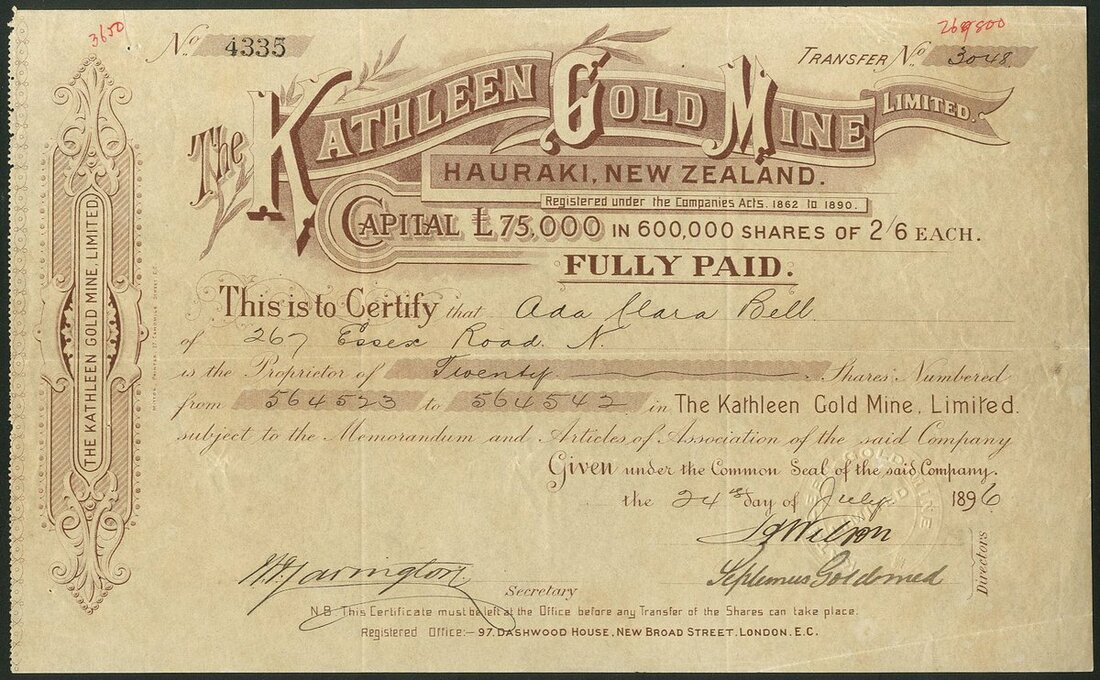 3650
269800
No. 4335
TRANSFER No. 3048
The KATHLEEN GOLD MINE LIMITED.
HAURAKI, NEW ZEALAND.
Registered under the Companies Acts. 1862 to 1890.
CAPITAL £75,000 IN 600,000 SHARES OF 2/6 EACH.
FULLY PAID.
This is to Certify that Ada Clara Bell
of 267 Essex Road. N.
is the Proprietor of Twenty Shares Numbered
from 564523 to 564542 in The Kathleen Gold Mine, Limited.
subject to the Memorandum and Articles of Association of the said Company
Given under the Common Seal of the said Company.
the 24th day of July 1896
Wilson
Septimus
Directors
Secretary
N.B. This Certificate must be left at the Office before any Transfer of the Shares can take place.
Registered Office:- 97, DASHWOOD HOUSE, NEW BROAD STREET, LONDON. E.C.
THE KATHLEEN GOLD MINE, LIMITED